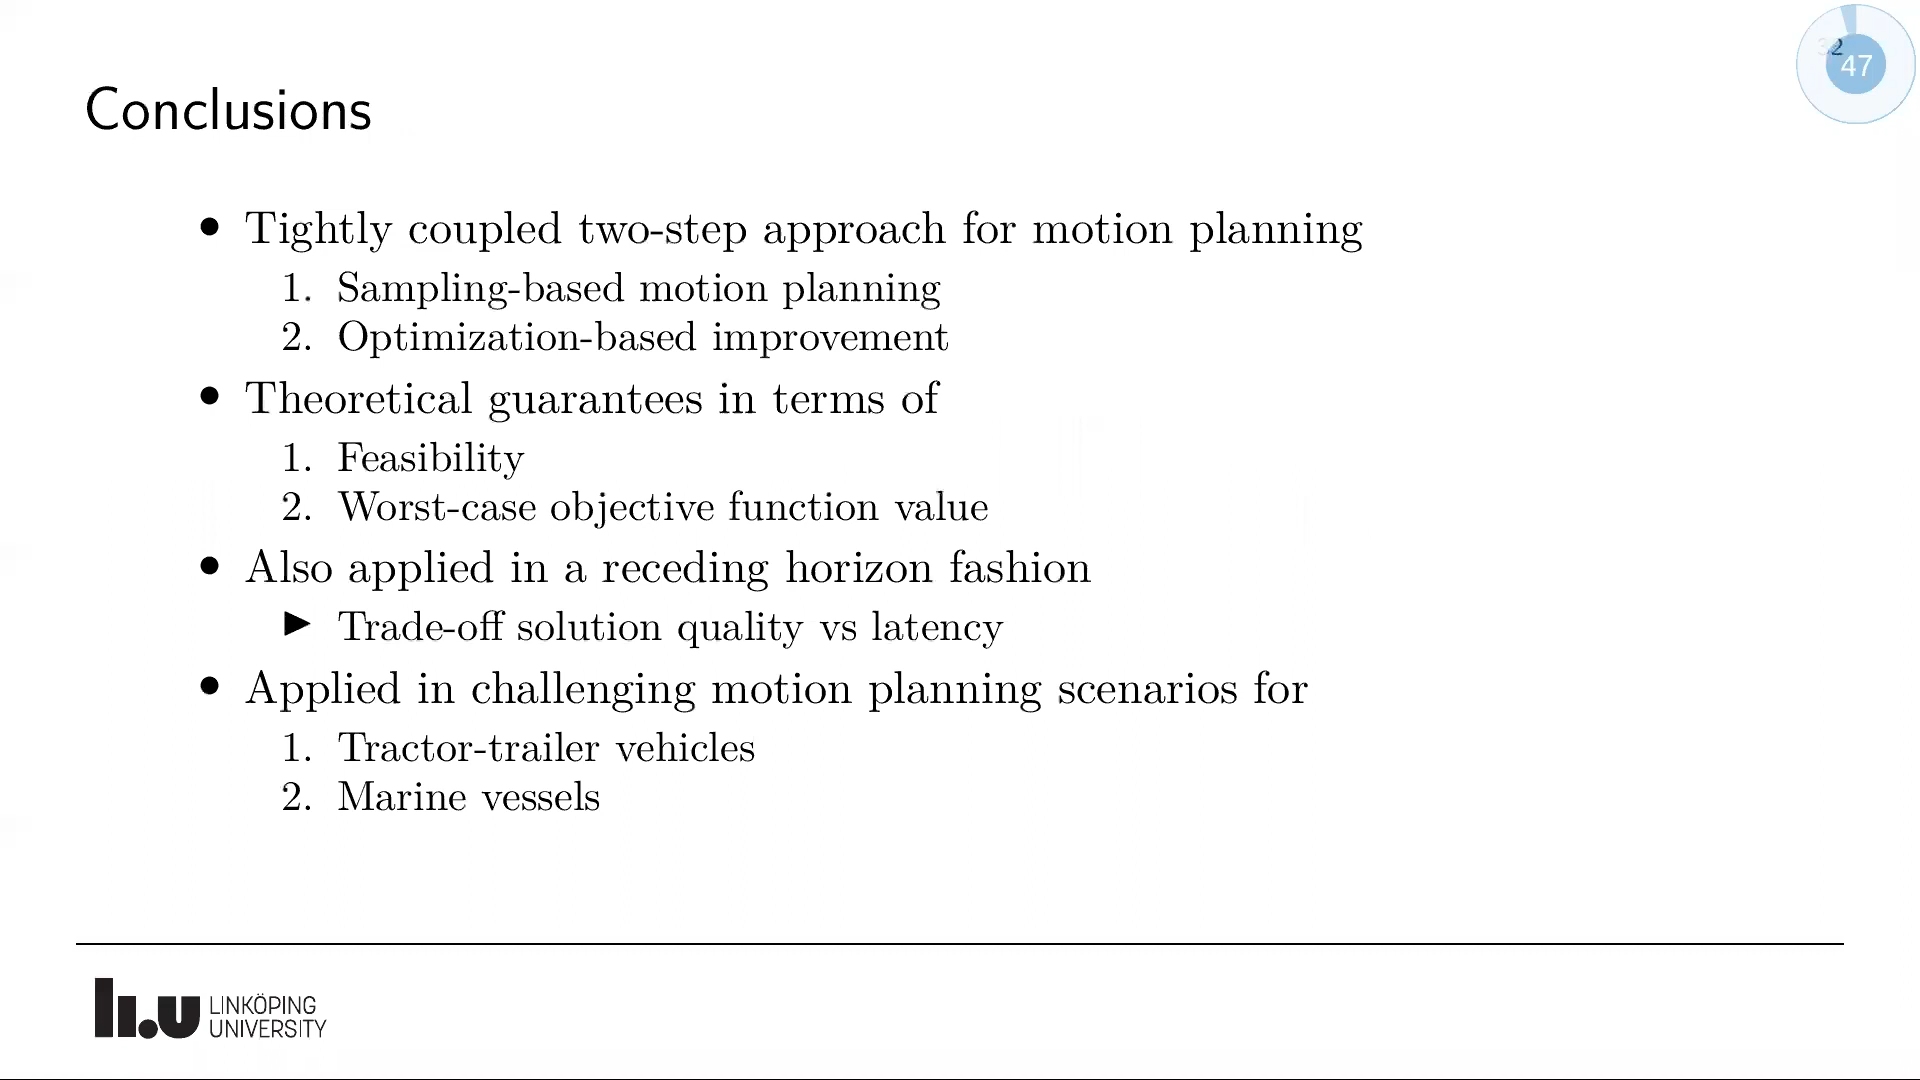 Conclusions
32
47
• Tightly coupled two-step approach for motion planning
1. Sampling-based motion planning
2. Optimization-based improvement
• Theoretical guarantees in terms of
1. Feasibility
2. Worst-case objective function value
• Also applied in a receding horizon fashion
▶ Trade-off solution quality vs latency
• Applied in challenging motion planning scenarios for
1. Tractor-trailer vehicles
2. Marine vessels
li.u LINKÖPING
UNIVERSITY